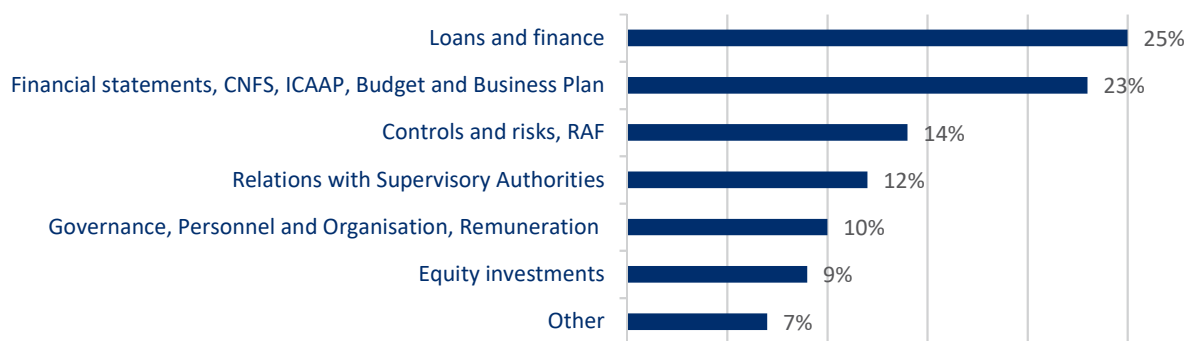 Loans and finance 25%
Financial statements, CNFS, ICAAP, Budget and Business Plan 23%
Controls and risks, RAF 14%
Relations with Supervisory Authorities 12%
Governance, Personnel and Organisation, Remuneration 10%
Equity investments 9%
Other 7%